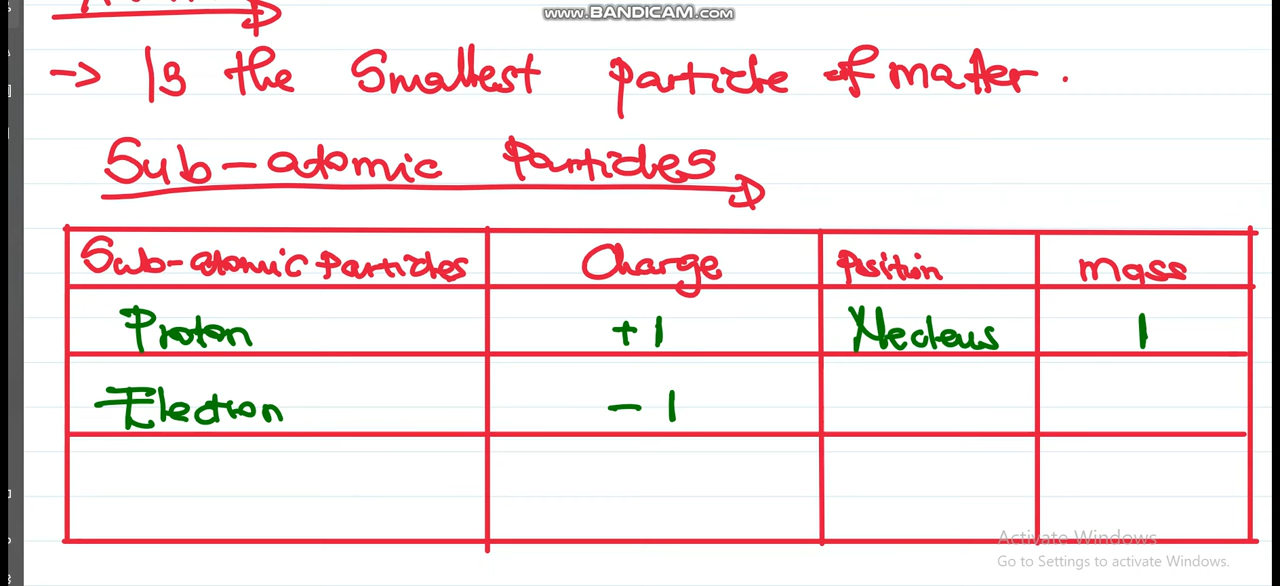 www.BANDICAM.com
→ Is the smallest particle of matter.
Sub-atomic Particles
Sub-atomic Particles Charge Position mass
Proton +1 Necleus 1
Electron - 1
Activate Windows
Go to Settings to activate Windows.